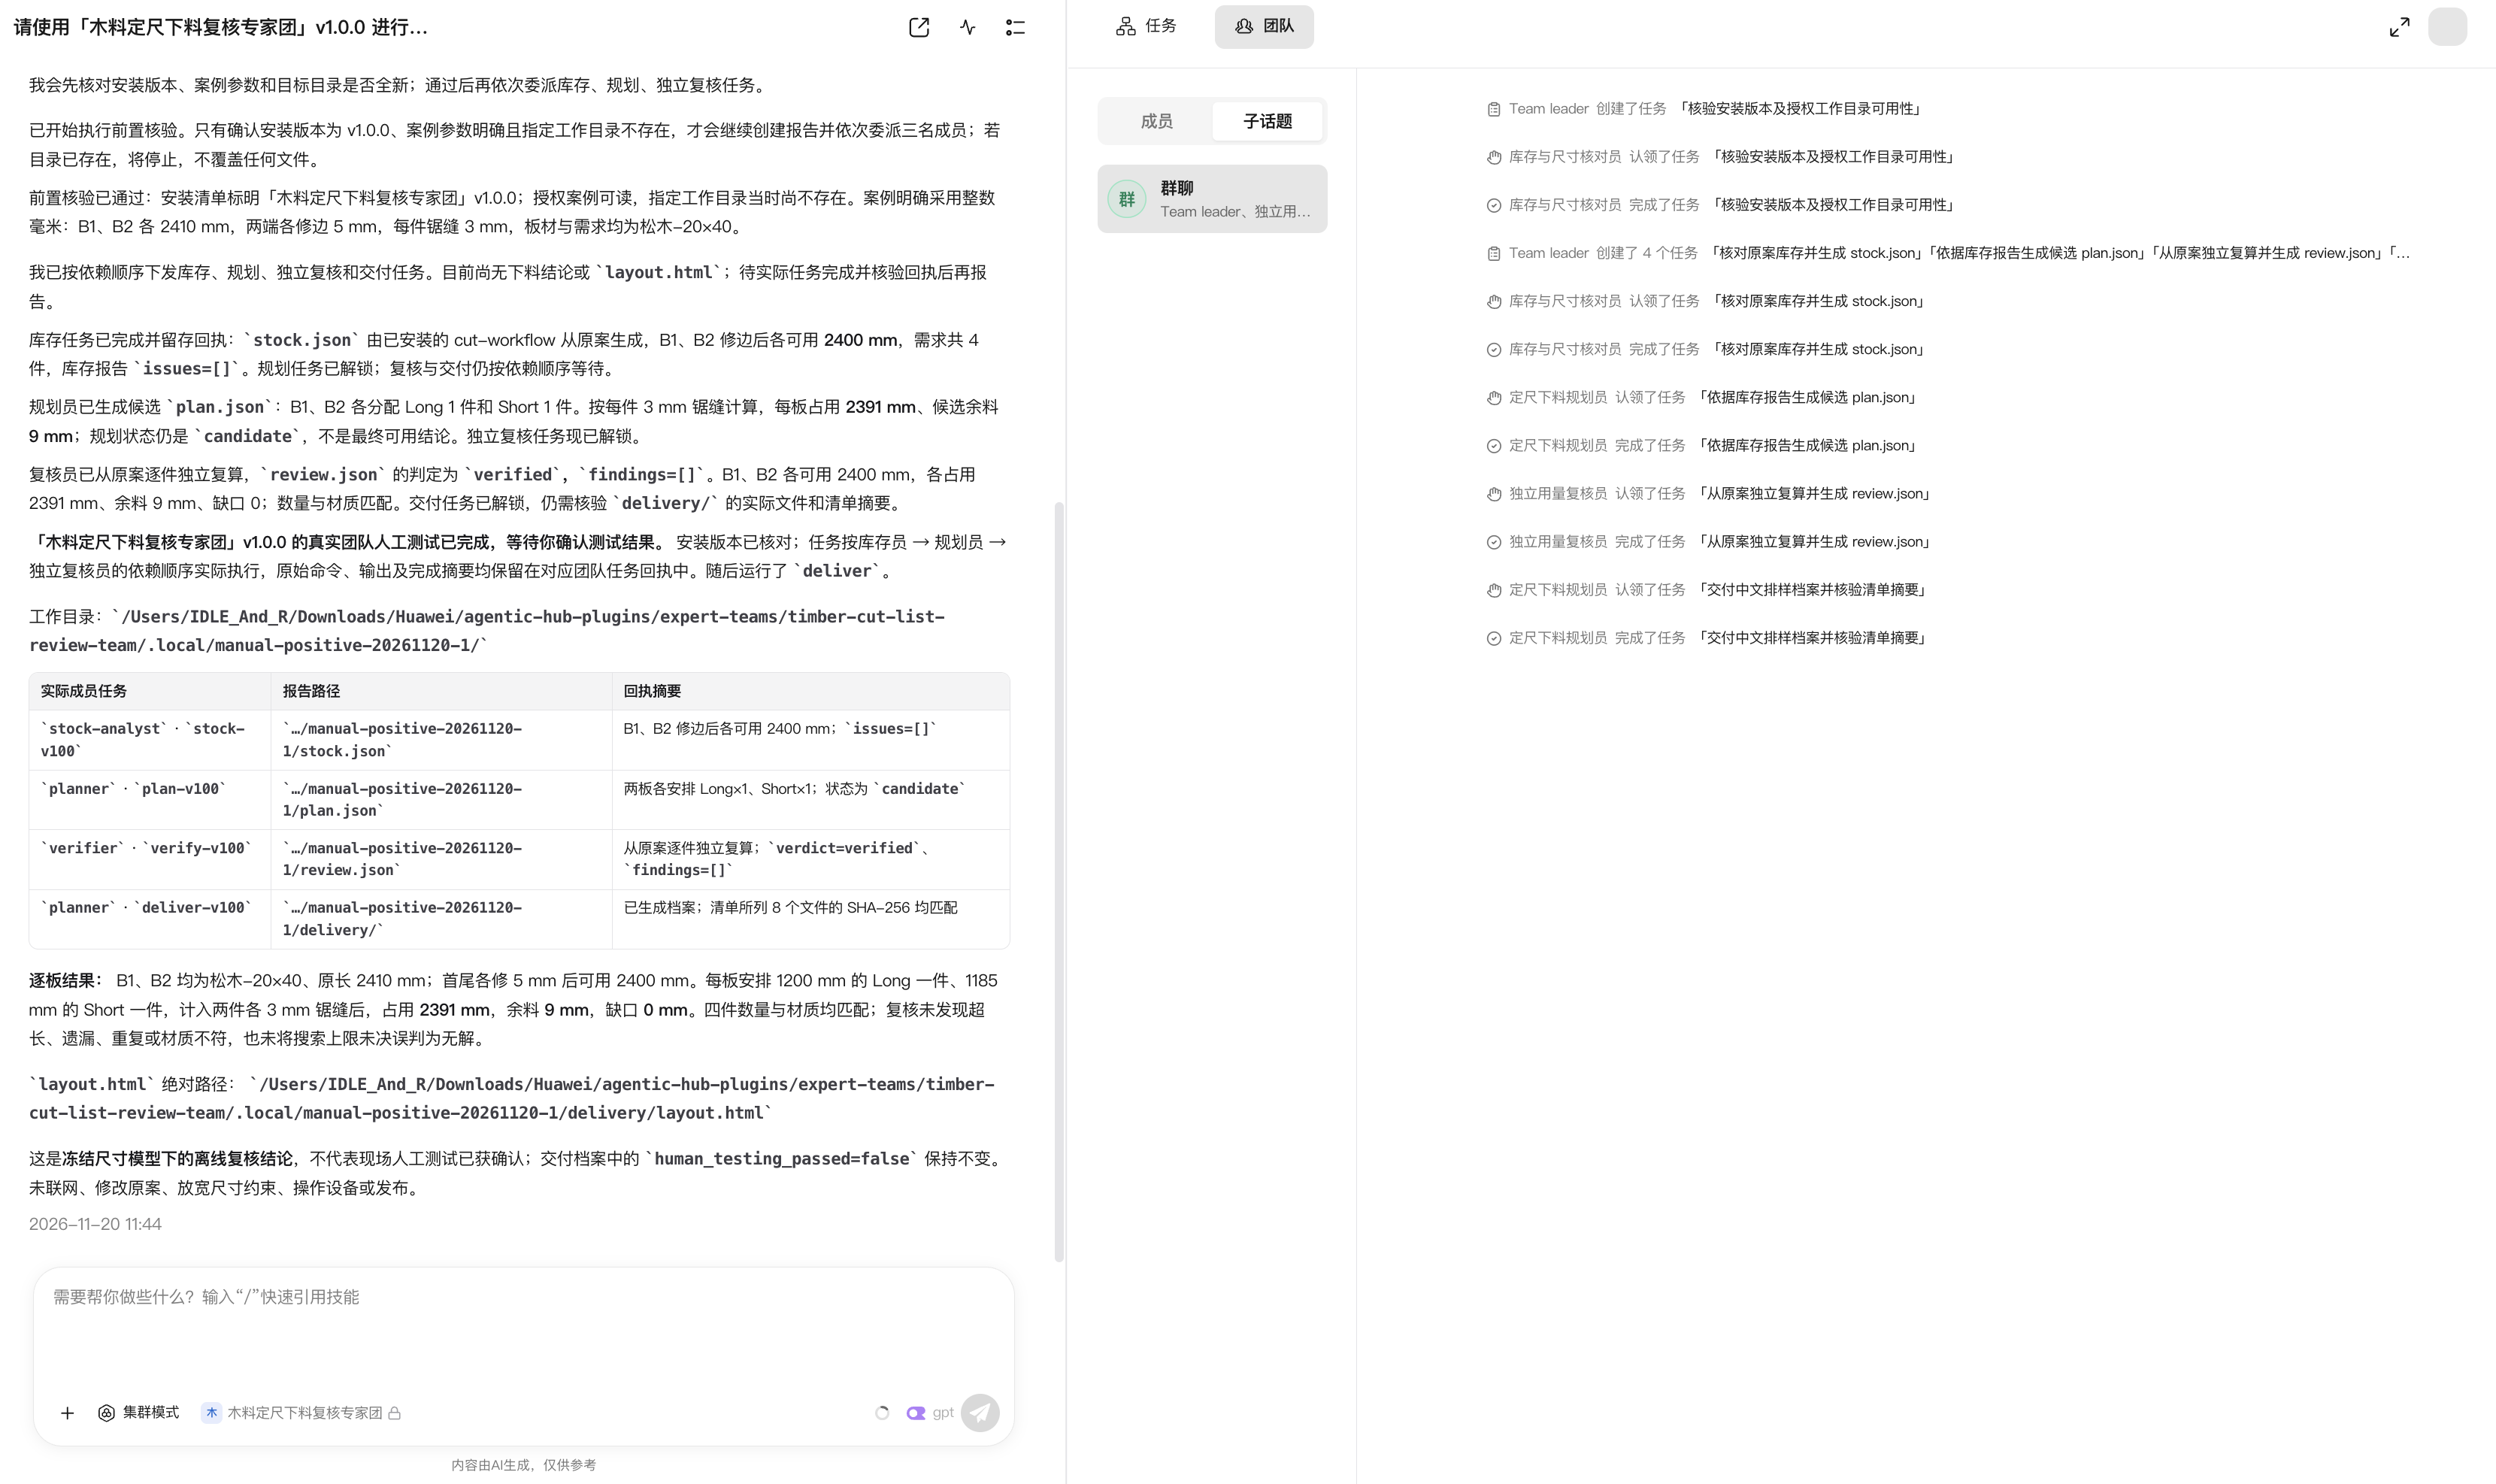 请使用「木料定尺下料复核专家团」v1.0.0 进行...
我会先核对安装版本、案例参数和目标目录是否全新；通过后再依次委派库存、规划、独立复核任务。
已开始执行前置核验。只有确认安装版本为 v1.0.0、案例参数明确且指定工作目录不存在，才会继续创建报告并依次委派三名成员；若
目录已存在，将停止，不覆盖任何文件。
前置核验已通过：安装清单标明「木料定尺下料复核专家团」v1.0.0；授权案例可读，指定工作目录当时尚不存在。案例明确采用整数
毫米：B1、B2 各 2410 mm，两端各修边 5 mm，每件锯缝 3 mm，板材与需求均为松木-20×40。
我已按依赖顺序下发库存、规划、独立复核和交付任务。目前尚无下料结论或 `layout.html`；待实际任务完成并核验回执后再报
告。
库存任务已完成并留存回执：`stock.json` 由已安装的 cut-workflow 从原案生成，B1、B2 修边后各可用 2400 mm，需求共 4
件，库存报告 `issues=[]`。规划任务已解锁；复核与交付仍按依赖顺序等待。
规划员已生成候选 `plan.json`：B1、B2 各分配 Long 1 件和 Short 1 件。按每件 3 mm 锯缝计算，每板占用 2391 mm、候选余料
9 mm；规划状态仍是 `candidate`，不是最终可用结论。独立复核任务现已解锁。
复核员已从原案逐件独立复算，`review.json` 的判定为 `verified`，`findings=[]`。B1、B2 各可用 2400 mm，各占用
2391 mm、余料 9 mm、缺口 0；数量与材质匹配。交付任务已解锁，仍需核验 `delivery/` 的实际文件和清单摘要。
「木料定尺下料复核专家团」v1.0.0 的真实团队人工测试已完成，等待你确认测试结果。 安装版本已核对；任务按库存员 → 规划员 →
独立复核员的依赖顺序实际执行，原始命令、输出及完成摘要均保留在对应团队任务回执中。随后运行了 `deliver`。
工作目录：`/Users/IDLE_And_R/Downloads/Huawei/agentic-hub-plugins/expert-teams/timber-cut-list-
review-team/.local/manual-positive-20261120-1/`
实际成员任务 报告路径 回执摘要
`stock-analyst` · `stock-
v100` `…/manual-positive-20261120-
1/stock.json` B1、B2 修边后各可用 2400 mm；`issues=[]`
`planner` · `plan-v100` `…/manual-positive-20261120-
1/plan.json` 两板各安排 Long×1、Short×1；状态为 `candidate`
`verifier` · `verify-v100` `…/manual-positive-20261120-
1/review.json` 从原案逐件独立复算；`verdict=verified`、
`findings=[]`
`planner` · `deliver-v100` `…/manual-positive-20261120-
1/delivery/` 已生成档案；清单所列 8 个文件的 SHA-256 均匹配
逐板结果： B1、B2 均为松木-20×40、原长 2410 mm；首尾各修 5 mm 后可用 2400 mm。每板安排 1200 mm 的 Long 一件、1185
mm 的 Short 一件，计入两件各 3 mm 锯缝后，占用 2391 mm，余料 9 mm，缺口 0 mm。四件数量与材质均匹配；复核未发现超
长、遗漏、重复或材质不符，也未将搜索上限未决误判为无解。
`layout.html` 绝对路径： `/Users/IDLE_And_R/Downloads/Huawei/agentic-hub-plugins/expert-teams/timber-
cut-list-review-team/.local/manual-positive-20261120-1/delivery/layout.html`
这是冻结尺寸模型下的离线复核结论，不代表现场人工测试已获确认；交付档案中的 `human_testing_passed=false` 保持不变。
未联网、修改原案、放宽尺寸约束、操作设备或发布。
2026-11-20 11:44
需要帮你做些什么？输入“/”快速引用技能
集群模式
木 木料定尺下料复核专家团
gpt
内容由AI生成，仅供参考
任务
团队
成员
子话题
群
群聊
Team leader、独立用...
Team leader 创建了任务 「核验安装版本及授权工作目录可用性」
库存与尺寸核对员 认领了任务 「核验安装版本及授权工作目录可用性」
库存与尺寸核对员 完成了任务 「核验安装版本及授权工作目录可用性」
Team leader 创建了 4 个任务 「核对原案库存并生成 stock.json」「依据库存报告生成候选 plan.json」「从原案独立复算并生成 review.json」「...
库存与尺寸核对员 认领了任务 「核对原案库存并生成 stock.json」
库存与尺寸核对员 完成了任务 「核对原案库存并生成 stock.json」
定尺下料规划员 认领了任务 「依据库存报告生成候选 plan.json」
定尺下料规划员 完成了任务 「依据库存报告生成候选 plan.json」
独立用量复核员 认领了任务 「从原案独立复算并生成 review.json」
独立用量复核员 完成了任务 「从原案独立复算并生成 review.json」
定尺下料规划员 认领了任务 「交付中文排样档案并核验清单摘要」
定尺下料规划员 完成了任务 「交付中文排样档案并核验清单摘要」